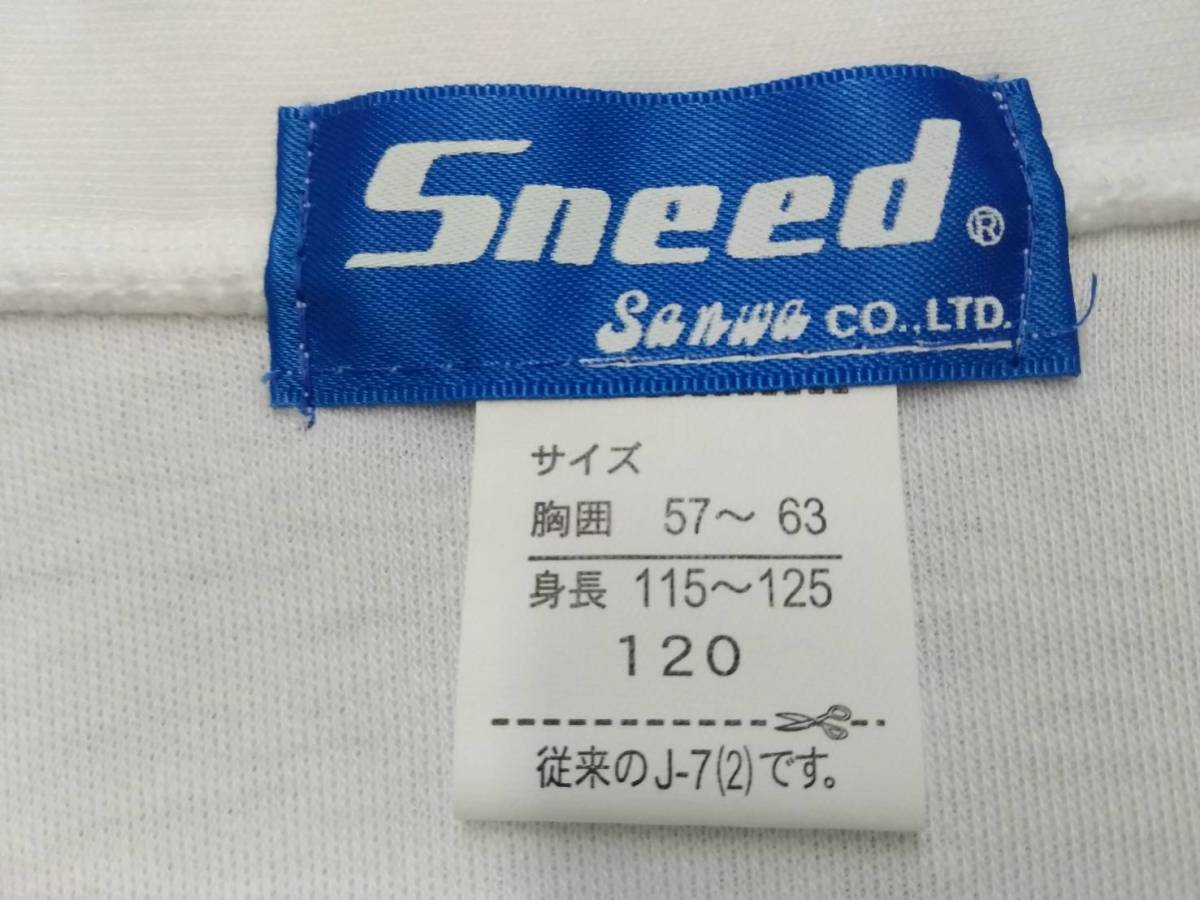 Sneed®
Sanwa CO.,LTD.
サイズ
胸囲 57～ 63
身長 115～125
120
従来のJ-7(2)です。